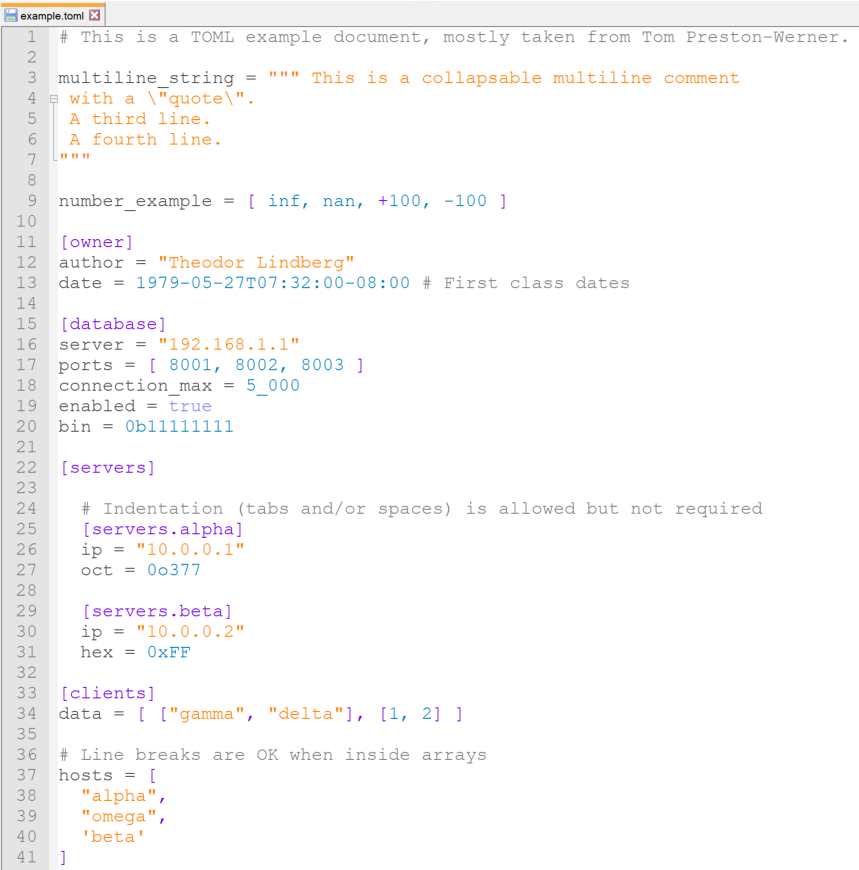 example.toml
1 # This is a TOML example document, mostly taken from Tom Preston-Werner.
2
3 multiline_string = """ This is a collapsable multiline comment
4  with a \"quote\".
5  A third line.
6  A fourth line.
7 """
8
9 number_example = [ inf, nan, +100, -100 ]
10
11 [owner]
12 author = "Theodor Lindberg"
13 date = 1979-05-27T07:32:00-08:00 # First class dates
14
15 [database]
16 server = "192.168.1.1"
17 ports = [ 8001, 8002, 8003 ]
18 connection_max = 5_000
19 enabled = true
20 bin = 0b11111111
21
22 [servers]
23
24   # Indentation (tabs and/or spaces) is allowed but not required
25   [servers.alpha]
26   ip = "10.0.0.1"
27   oct = 0o377
28
29   [servers.beta]
30   ip = "10.0.0.2"
31   hex = 0xFF
32
33 [clients]
34 data = [ ["gamma", "delta"], [1, 2] ]
35
36 # Line breaks are OK when inside arrays
37 hosts = [
38   "alpha",
39   "omega",
40   'beta'
41 ]